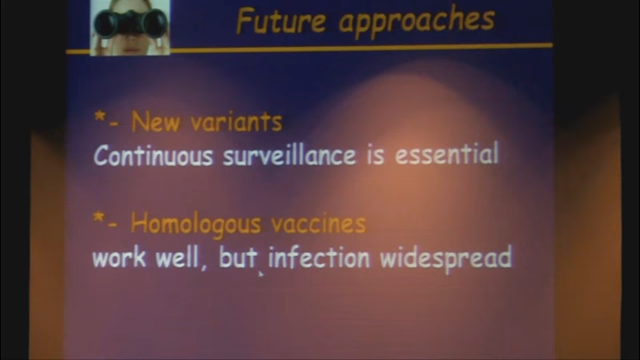 Future approaches
*- New variants
Continuous surveillance is essential
*- Homologous vaccines
work well, but infection widespread